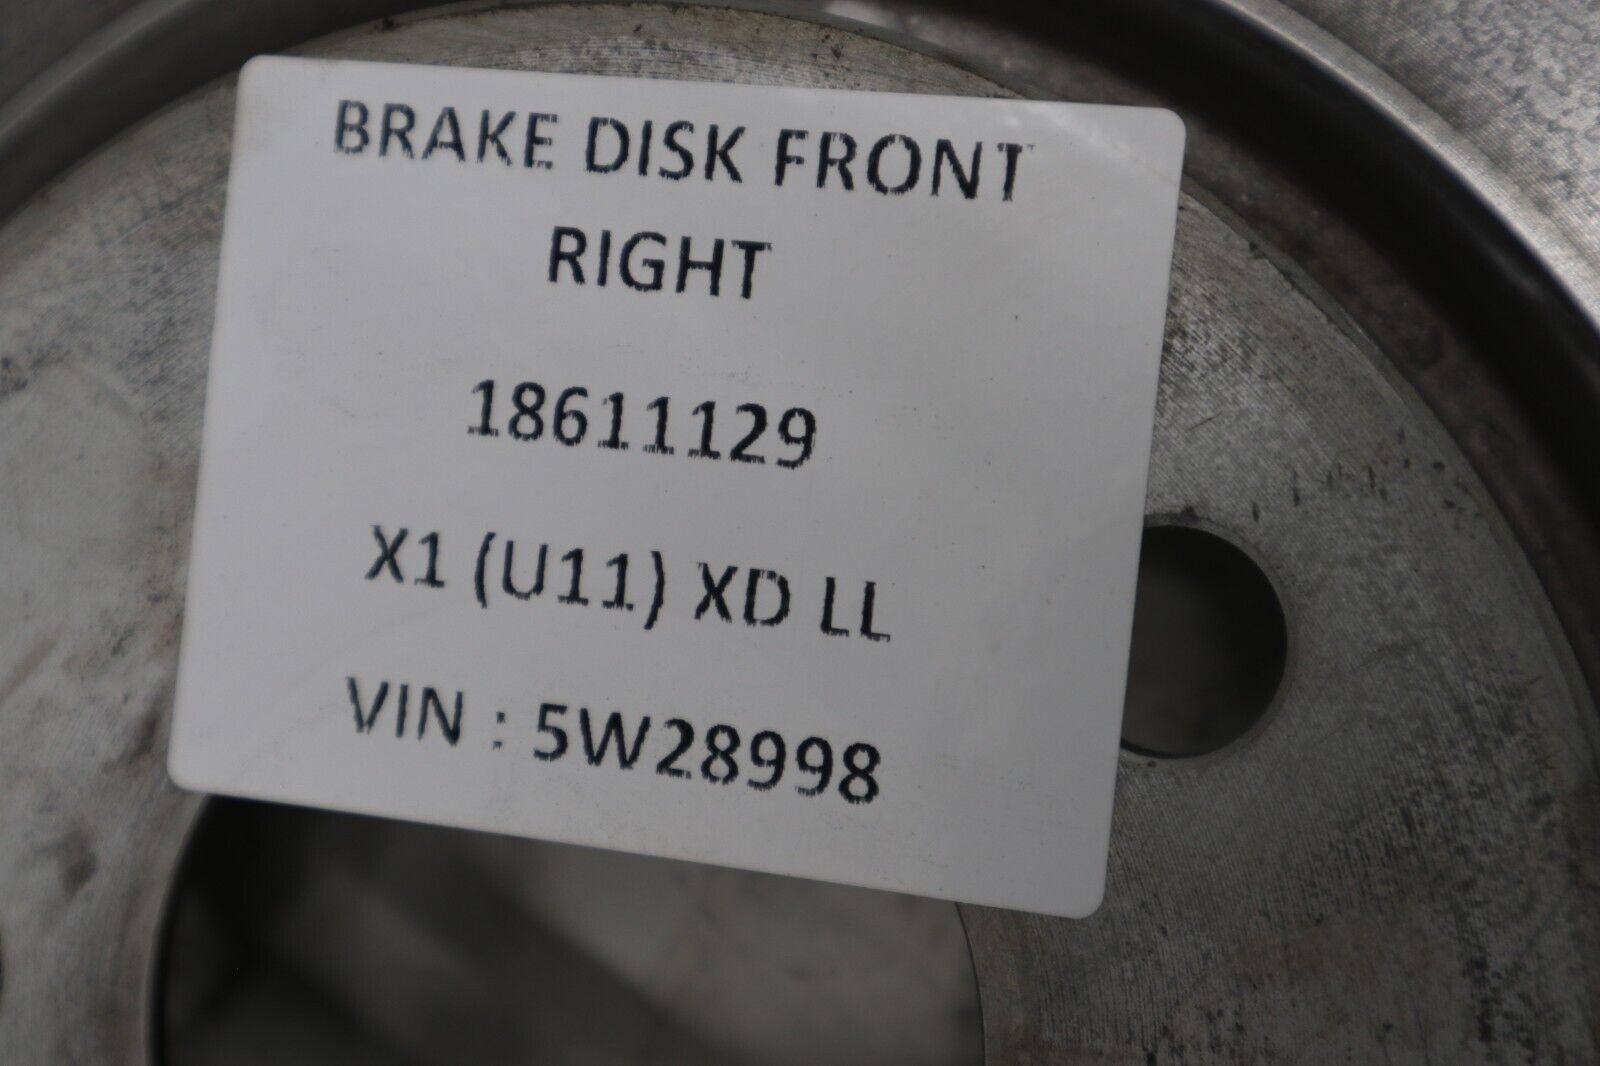 BRAKE DISK FRONT
RIGHT
18611129
X1 (U11) XD LL
VIN : 5W28998